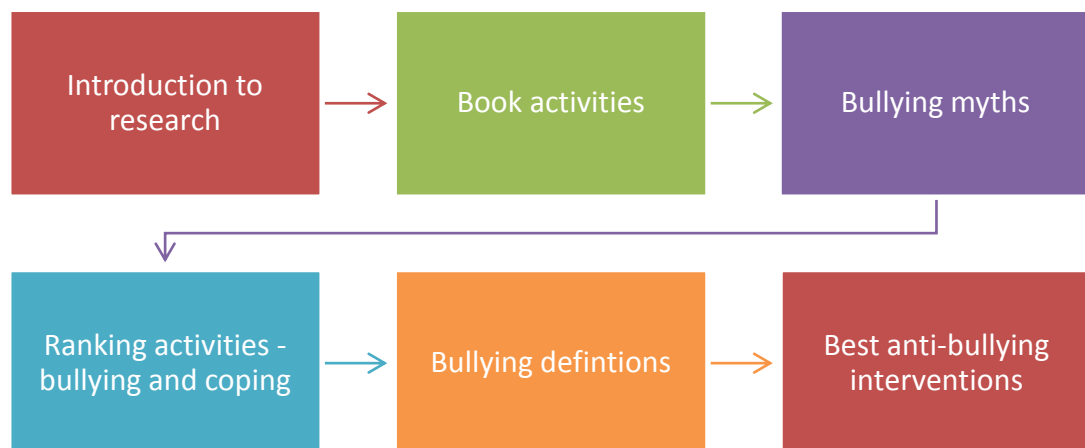 Introduction to
research
Book activities
Bullying myths
Ranking activities -
bullying and coping
Bullying defintions
Best anti-bullying
interventions